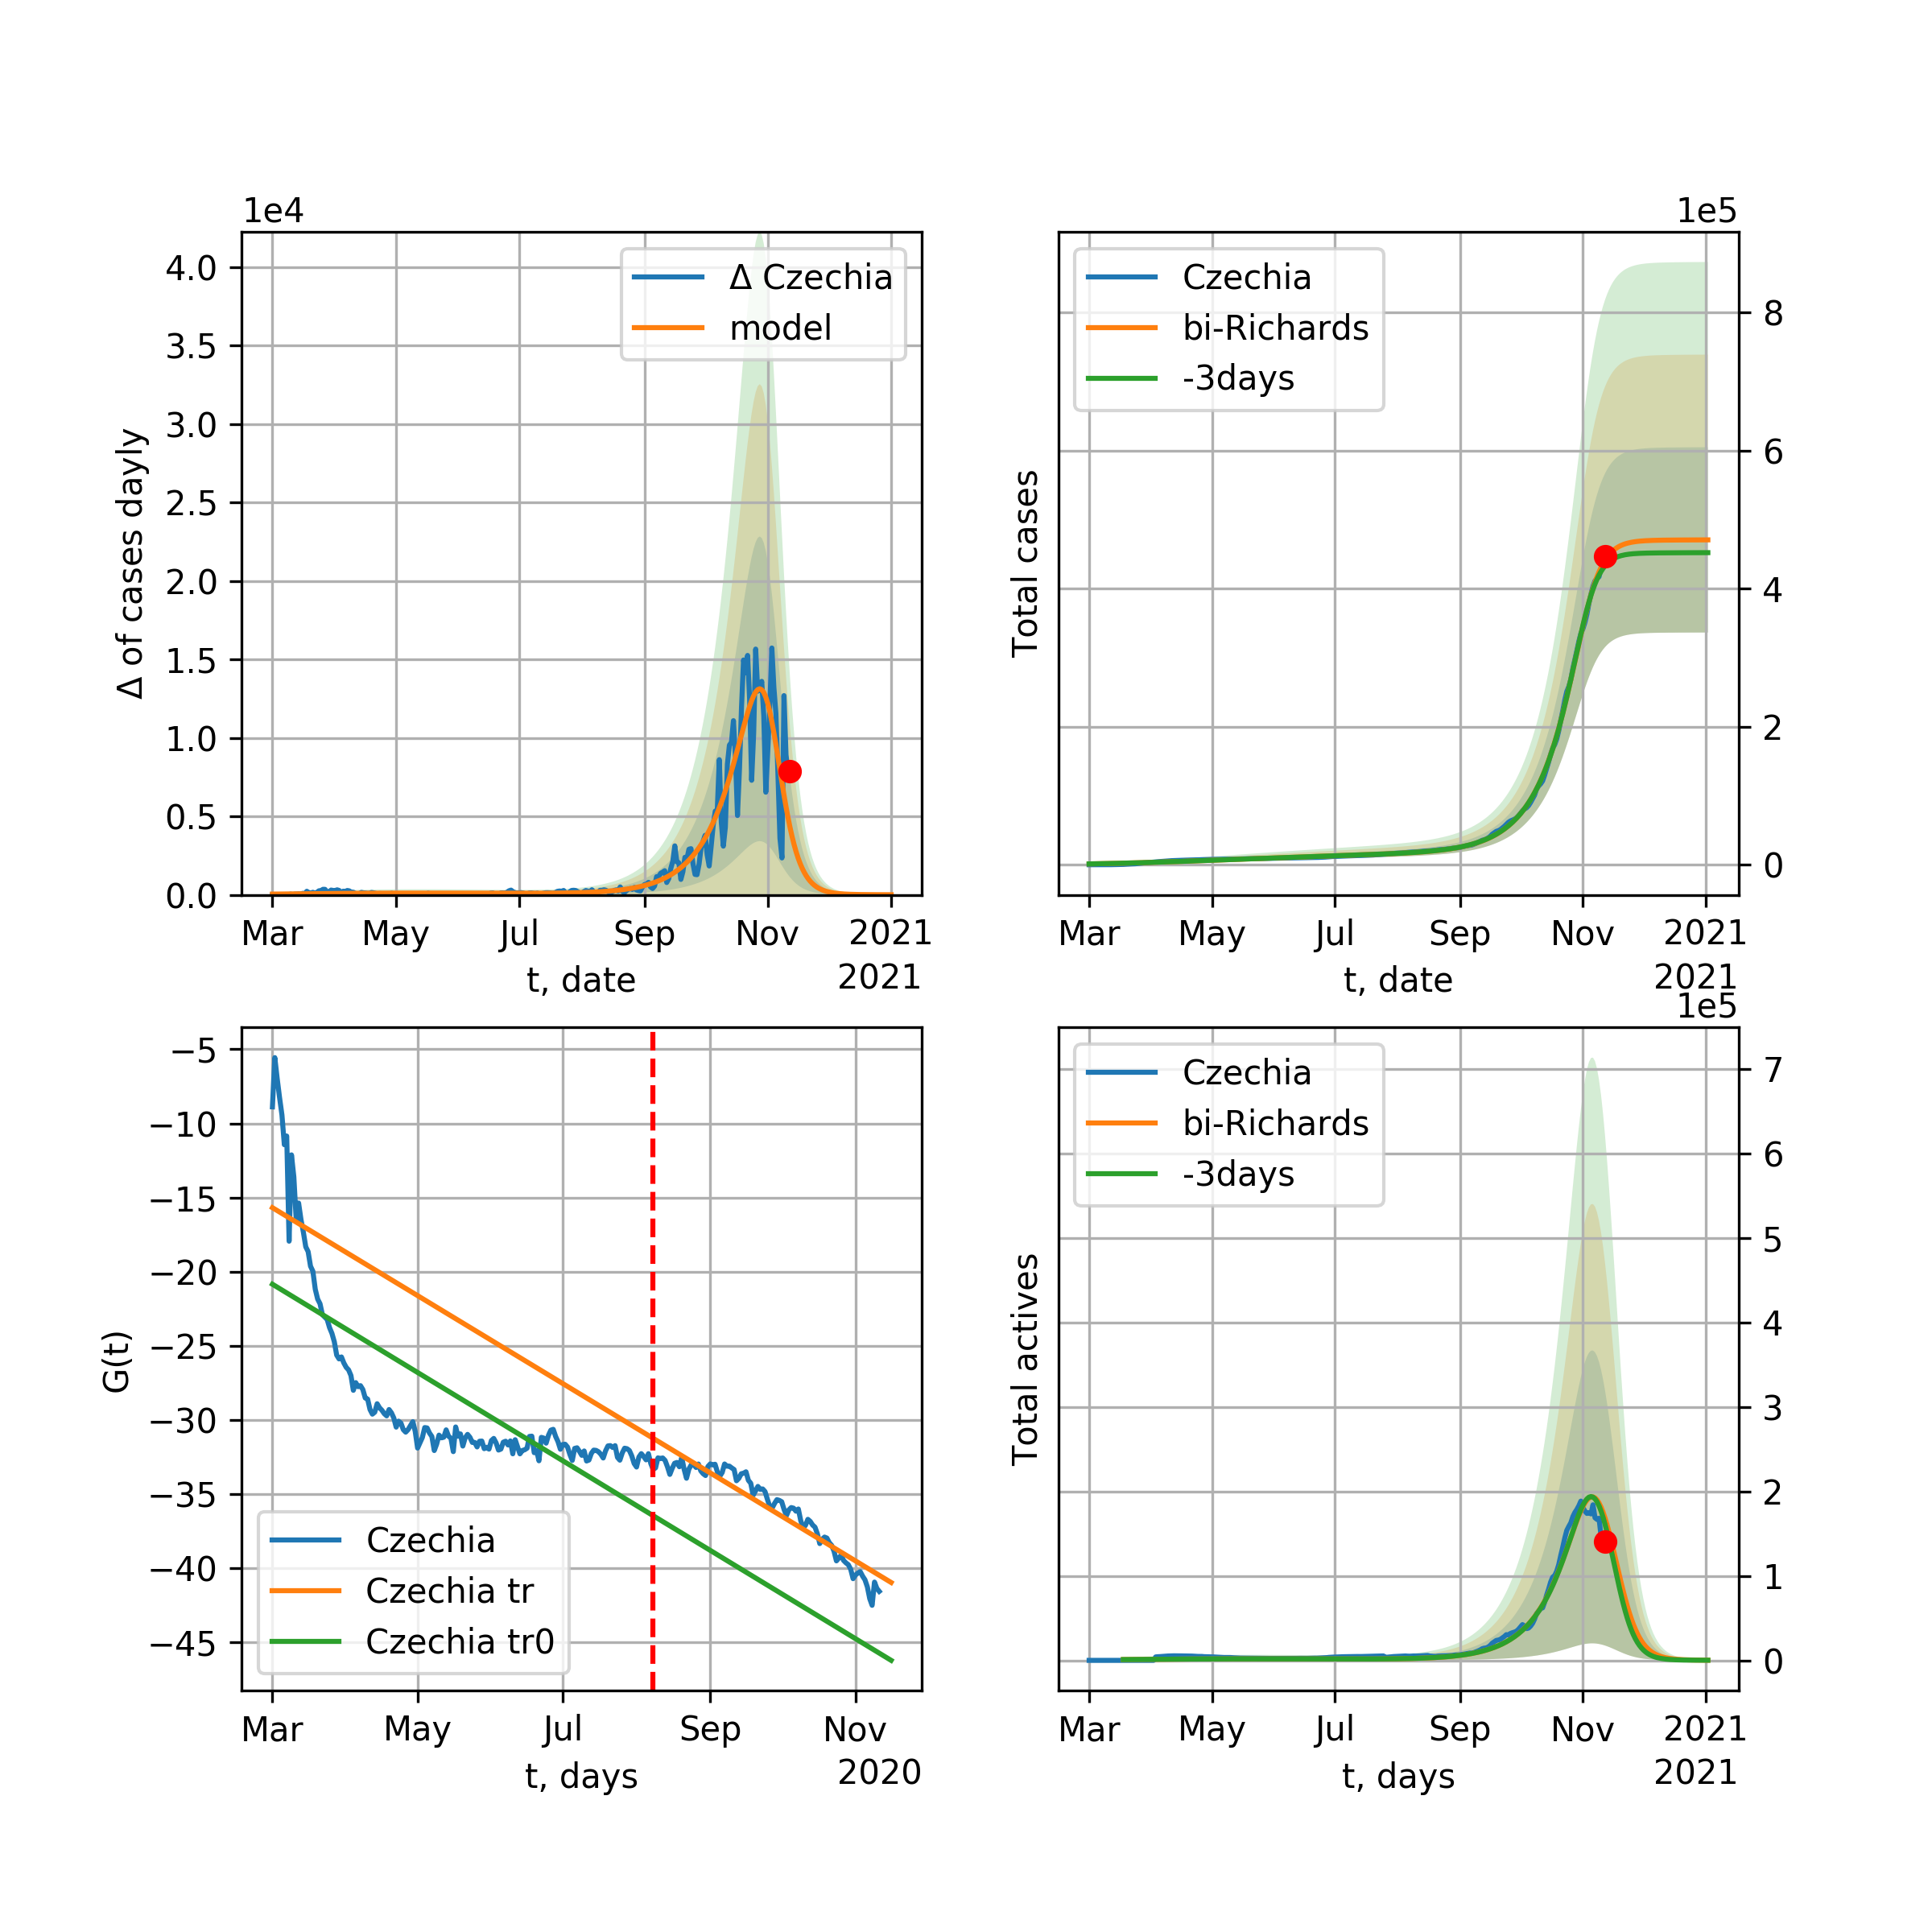 1e4
4.0
3.5
3.0
2.5
2.0
1.5
1.0
0.5
0.0
Δ of cases dayly
Δ Czechia
model
Mar May Jul Sep Nov 2021
t, date
2021
1e5
Czechia
bi-Richards
-3days
Total cases
8
6
4
2
0
Mar May Jul Sep Nov 2021
t, date
2021
−5
−10
−15
−20
−25
−30
−35
−40
−45
G(t)
Czechia
Czechia tr
Czechia tr0
Mar May Jul Sep Nov
t, days
2020
1e5
Czechia
bi-Richards
-3days
Total actives
7
6
5
4
3
2
1
0
Mar May Jul Sep Nov 2021
t, days
2021